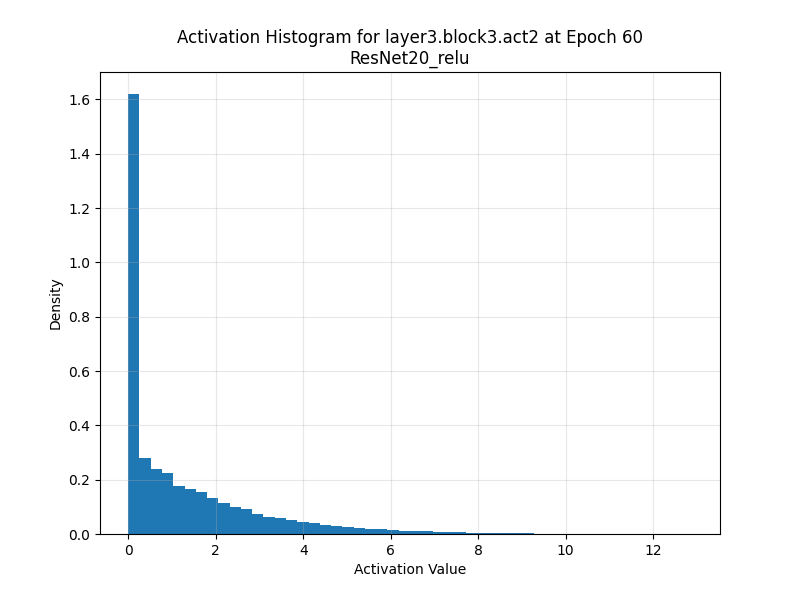 Activation Histogram for layer3.block3.act2 at Epoch 60
ResNet20_relu
1.6
1.4
1.2
1.0
0.8
0.6
0.4
0.2
0.0
Density
0 2 4 6 8 10 12
Activation Value